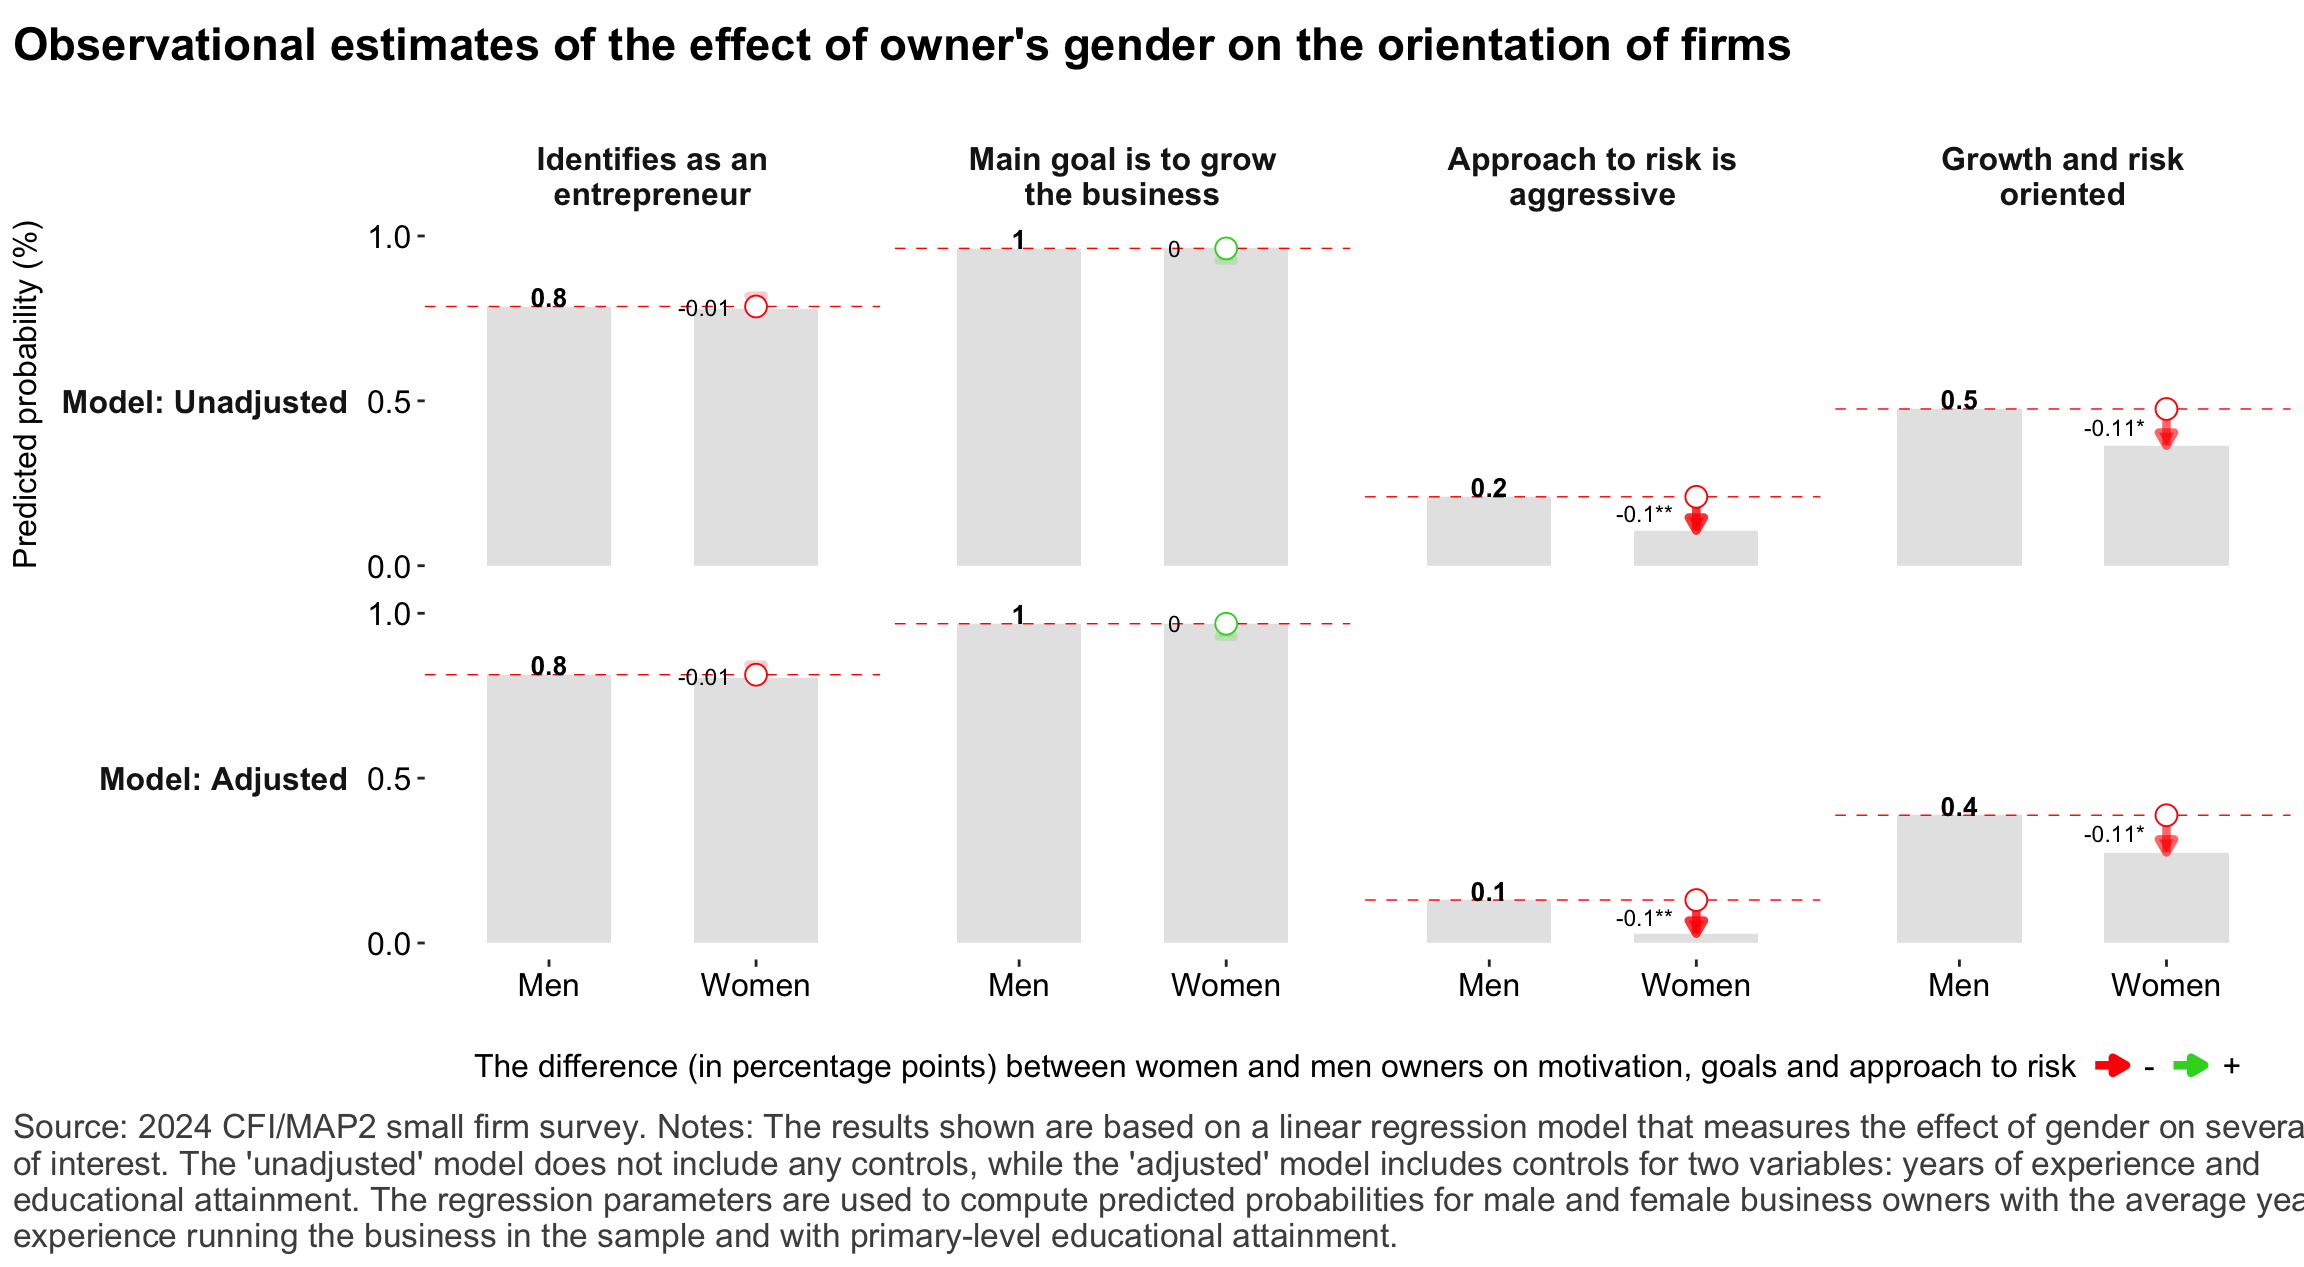 Observational estimates of the effect of owner's gender on the orientation of firms
Identifies as an
entrepreneur
Main goal is to grow
the business
Approach to risk is
aggressive
Growth and risk
oriented
Predicted probability (%)
Model: Unadjusted
1.0
0.5
0.0
0.8
-0.01
1
0
0.2
-0.1**
0.5
-0.11*
Model: Adjusted
1.0
0.5
0.0
0.8
-0.01
1
0
0.1
-0.1**
0.4
-0.11*
Men Women Men Women Men Women Men Women
The difference (in percentage points) between women and men owners on motivation, goals and approach to risk - +
Source: 2024 CFI/MAP2 small firm survey. Notes: The results shown are based on a linear regression model that measures the effect of gender on severa
of interest. The 'unadjusted' model does not include any controls, while the 'adjusted' model includes controls for two variables: years of experience and
educational attainment. The regression parameters are used to compute predicted probabilities for male and female business owners with the average yea
experience running the business in the sample and with primary-level educational attainment.